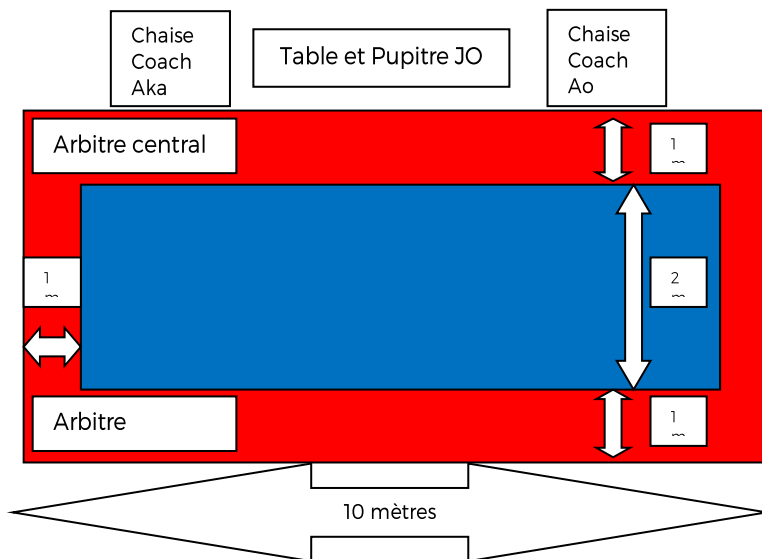 Chaise
Coach
Aka
Table et Pupitre JO
Chaise
Coach
Ao
Arbitre central
1
1
2
Arbitre
1
10 mètres